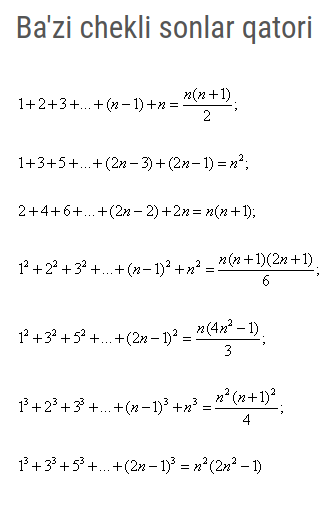 Ba'zi chekli sonlar qatori
1+2+3+...+(n−1)+n = n(n+1)/2;
1+3+5+...+(2n−3)+(2n−1) = n²;
2+4+6+...+(2n−2)+2n = n(n+1);
1²+2²+3²+...+(n−1)²+n² = n(n+1)(2n+1)/6;
1²+3²+5²+...+(2n−1)² = n(4n²−1)/3;
1³+2³+3³+...+(n−1)³+n³ = n²(n+1)²/4;
1³+3³+5³+...+(2n−1)³ = n²(2n²−1)